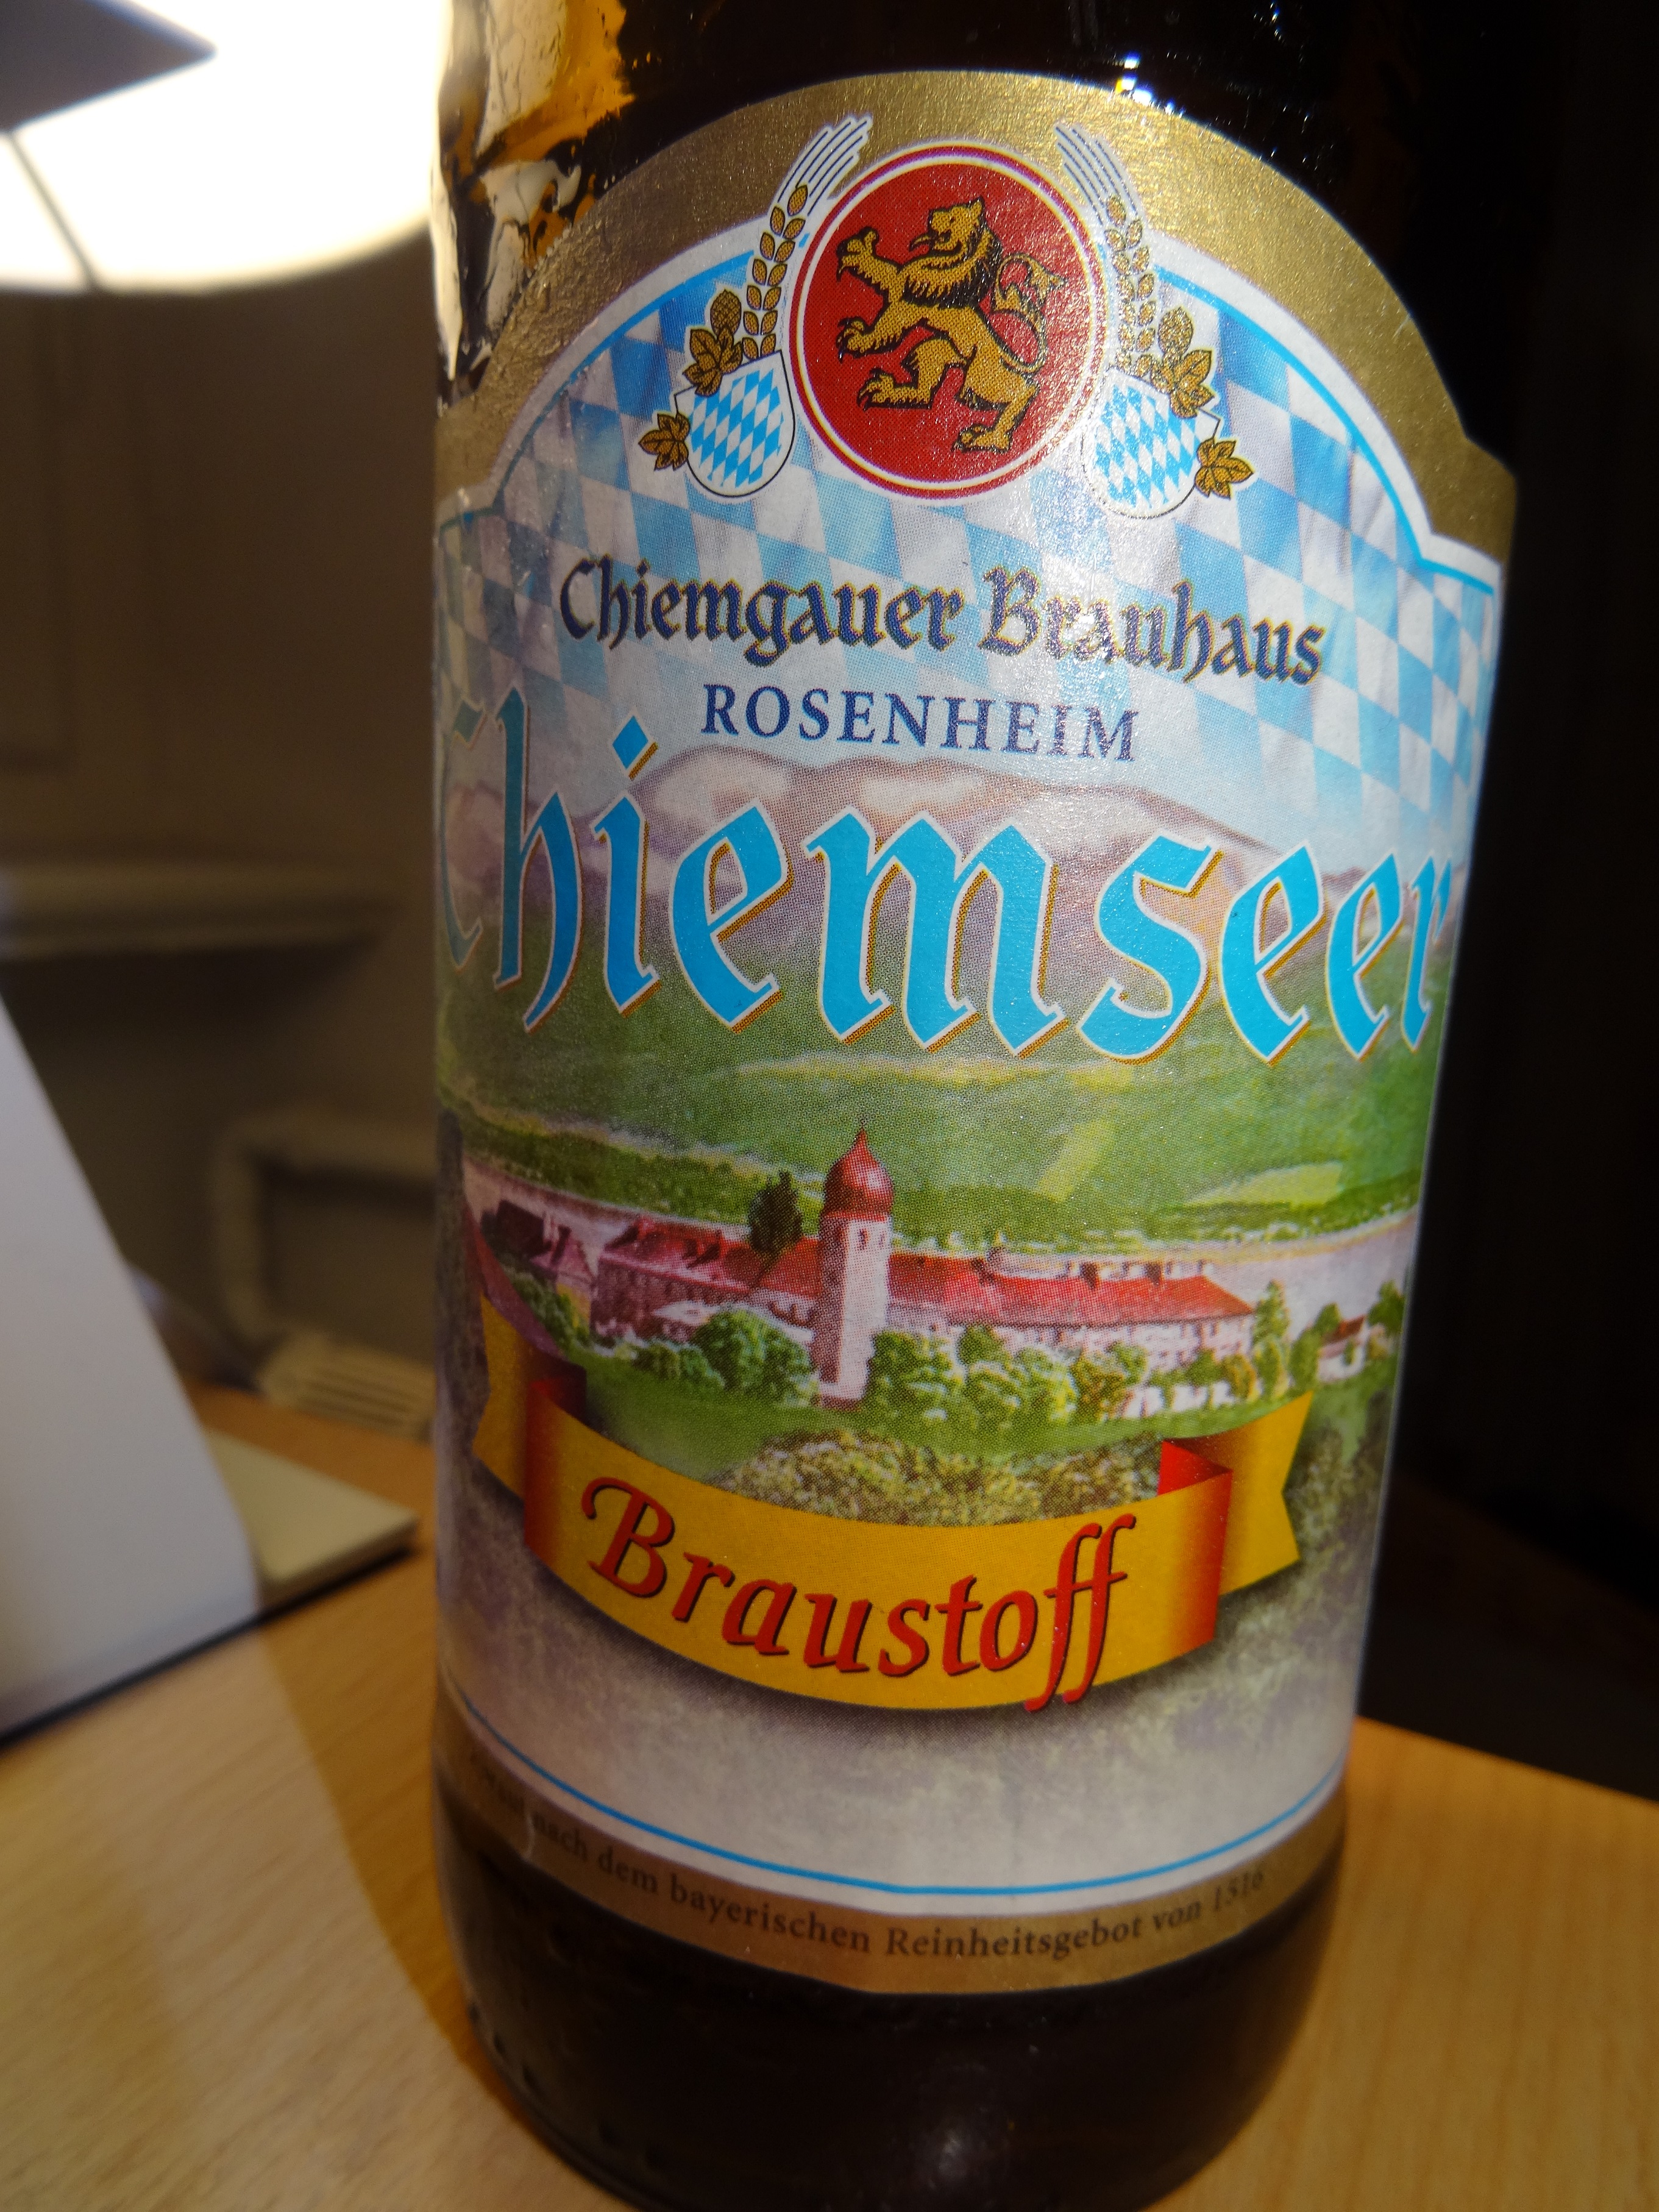 Chiemgauer Brauhaus
ROSENHEIM
Chiemseer
Braustoff
nach dem bayerischen Reinheitsgebot von 1516